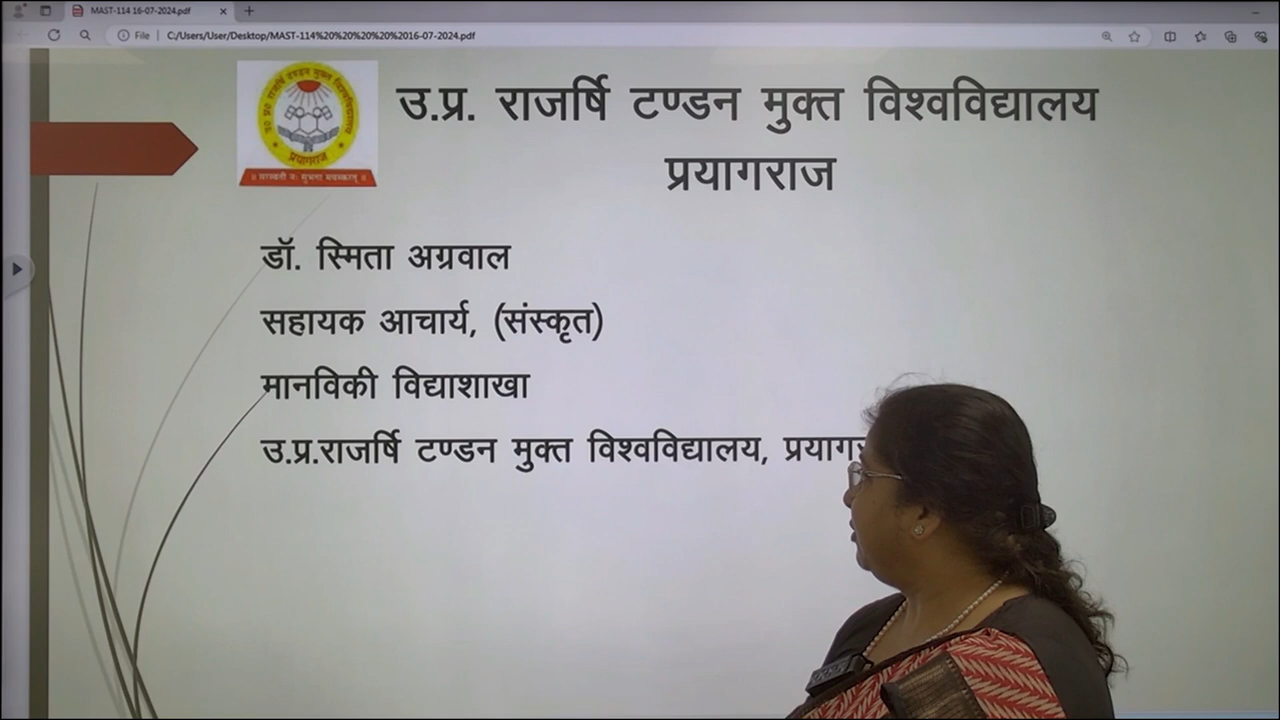 MAST-114 16-07-2024.pdf
File | C:/Users/User/Desktop/MAST-114%20%20%20%20%2016-07-2024.pdf
उ.प्र. राजर्षि टण्डन मुक्त विश्वविद्यालय
प्रयागराज
प्रयागराज
डॉ. स्मिता अग्रवाल
सहायक आचार्य, (संस्कृत)
मानविकी विद्याशाखा
उ.प्र.राजर्षि टण्डन मुक्त विश्वविद्यालय,